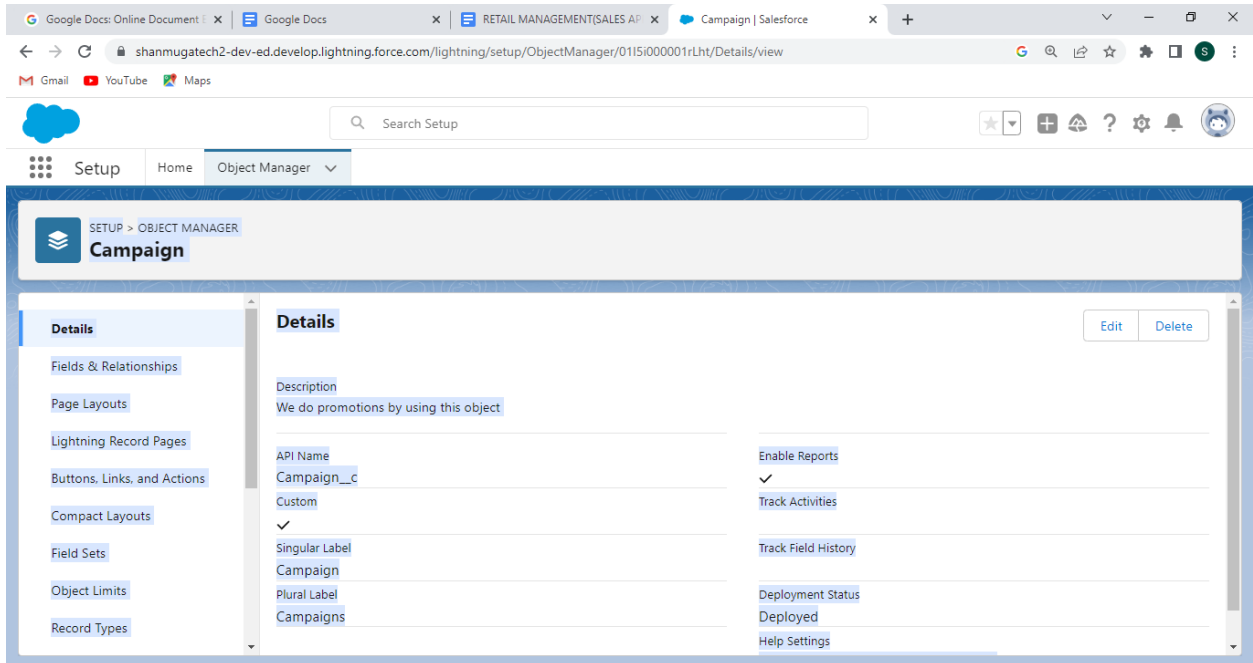 Google Docs: Online Document E
Google Docs
RETAIL MANAGEMENT(SALES AP
Campaign | Salesforce
shanmugatech2-dev-ed.develop.lightning.force.com/lightning/setup/ObjectManager/01I5i000001rLht/Details/view
S
Gmail YouTube Maps
Search Setup
Setup Home Object Manager
SETUP > OBJECT MANAGER
Campaign
Details
Fields & Relationships
Page Layouts
Lightning Record Pages
Buttons, Links, and Actions
Compact Layouts
Field Sets
Object Limits
Record Types
Details
Edit Delete
Description
We do promotions by using this object
API Name
Campaign__c
Custom
Singular Label
Campaign
Plural Label
Campaigns
Enable Reports
Track Activities
Track Field History
Deployment Status
Deployed
Help Settings